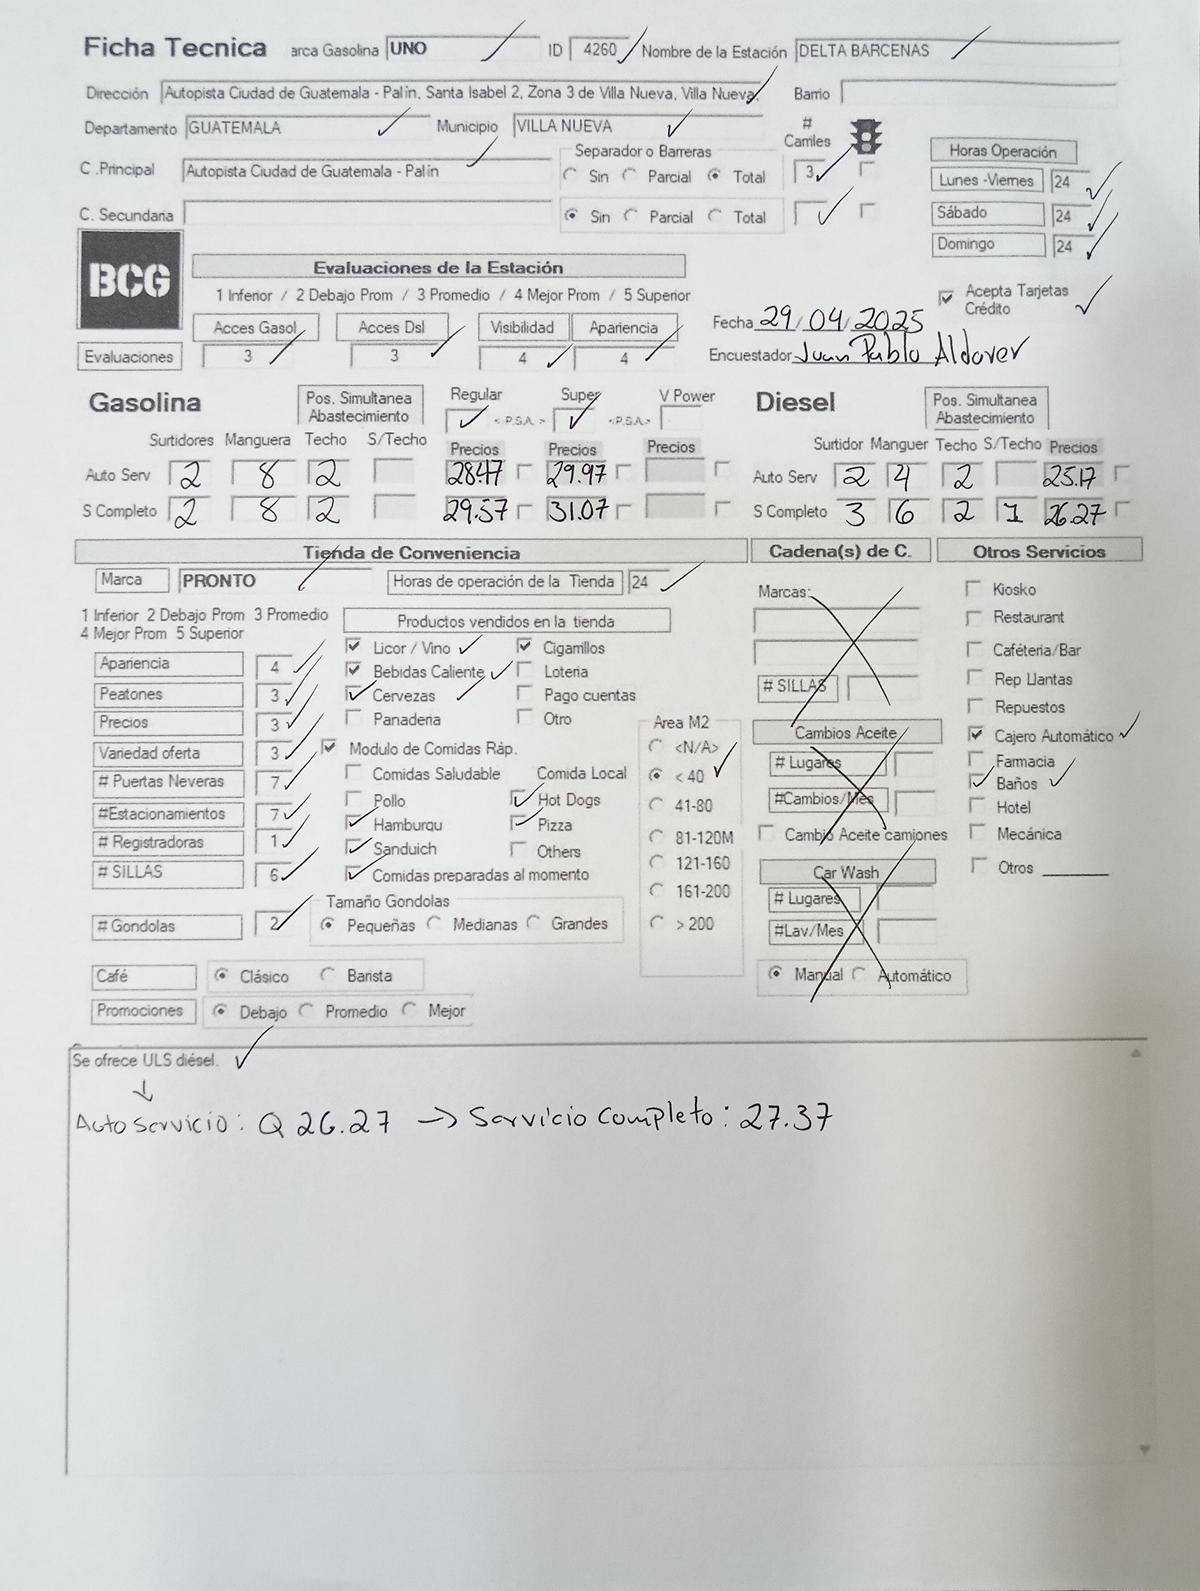 Ficha Tecnica arca Gasolina UNO ID 4260 Nombre de la Estación DELTA BARCENAS
Dirección Autopista Ciudad de Guatemala - Palín, Santa Isabel 2, Zona 3 de Villa Nueva, Villa Nueva, Barrio
Departamento GUATEMALA Municipio VILLA NUEVA # Carriles
C .Principal Autopista Ciudad de Guatemala - Palín Separador o Barreras Sin Parcial Total 3
C. Secundaria Sin Parcial Total
Horas Operación
Lunes -Viernes 24
Sábado 24
Domingo 24
BCG
Evaluaciones de la Estación
1 Inferior / 2 Debajo Prom / 3 Promedio / 4 Mejor Prom / 5 Superior
Acepta Tarjetas Crédito
Acces Gasol Acces Dsl Visibilidad Apariencia
Evaluaciones 3 3 4 4
Fecha 29/04/2025
Encuestador Juan Pablo Aldover
Gasolina Pos. Simultanea Abastecimiento Regular < P.S.A. > Super <P.S.A.> V Power
Surtidores Manguera Techo S/Techo Precios Precios Precios
Auto Serv 2 8 2 28.47 29.97
S Completo 2 8 2 29.57 31.07
Diesel Pos. Simultanea Abastecimiento
Surtidor Manguer Techo S/Techo Precios
Auto Serv 2 4 2 25.17
S Completo 3 6 2 1 26.27
Tienda de Conveniencia
Marca PRONTO Horas de operación de la Tienda 24
1 Inferior 2 Debajo Prom 3 Promedio
4 Mejor Prom 5 Superior
Apariencia 4
Peatones 3
Precios 3
Variedad oferta 3
# Puertas Neveras 7
#Estacionamientos 7
# Registradoras 1
# SILLAS 6
# Gondolas 2
Productos vendidos en la tienda
Licor / Vino Cigarrillos
Bebidas Caliente Loteria
Cervezas Pago cuentas
Panaderia Otro
Modulo de Comidas Ráp.
Comidas Saludable Comida Local
Pollo Hot Dogs
Hamburqu Pizza
Sanduich Others
Comidas preparadas al momento
Tamaño Gondolas
Pequeñas Medianas Grandes
Area M2
<N/A>
< 40
41-80
81-120M
121-160
161-200
> 200
Café Clásico Barista
Promociones Debajo Promedio Mejor
Cadena(s) de C.
Marcas:
# SILLAS
Cambios Aceite
# Lugares
#Cambios/Mes
Cambio Aceite camiones
Car Wash
# Lugares
#Lav/Mes
Manual Automático
Otros Servicios
Kiosko
Restaurant
Caféteria/Bar
Rep Llantas
Repuestos
Cajero Automático
Farmacia
Baños
Hotel
Mecánica
Otros
Se ofrece ULS diésel.
Auto servicio: Q 26.27 → Servicio completo: 27.37